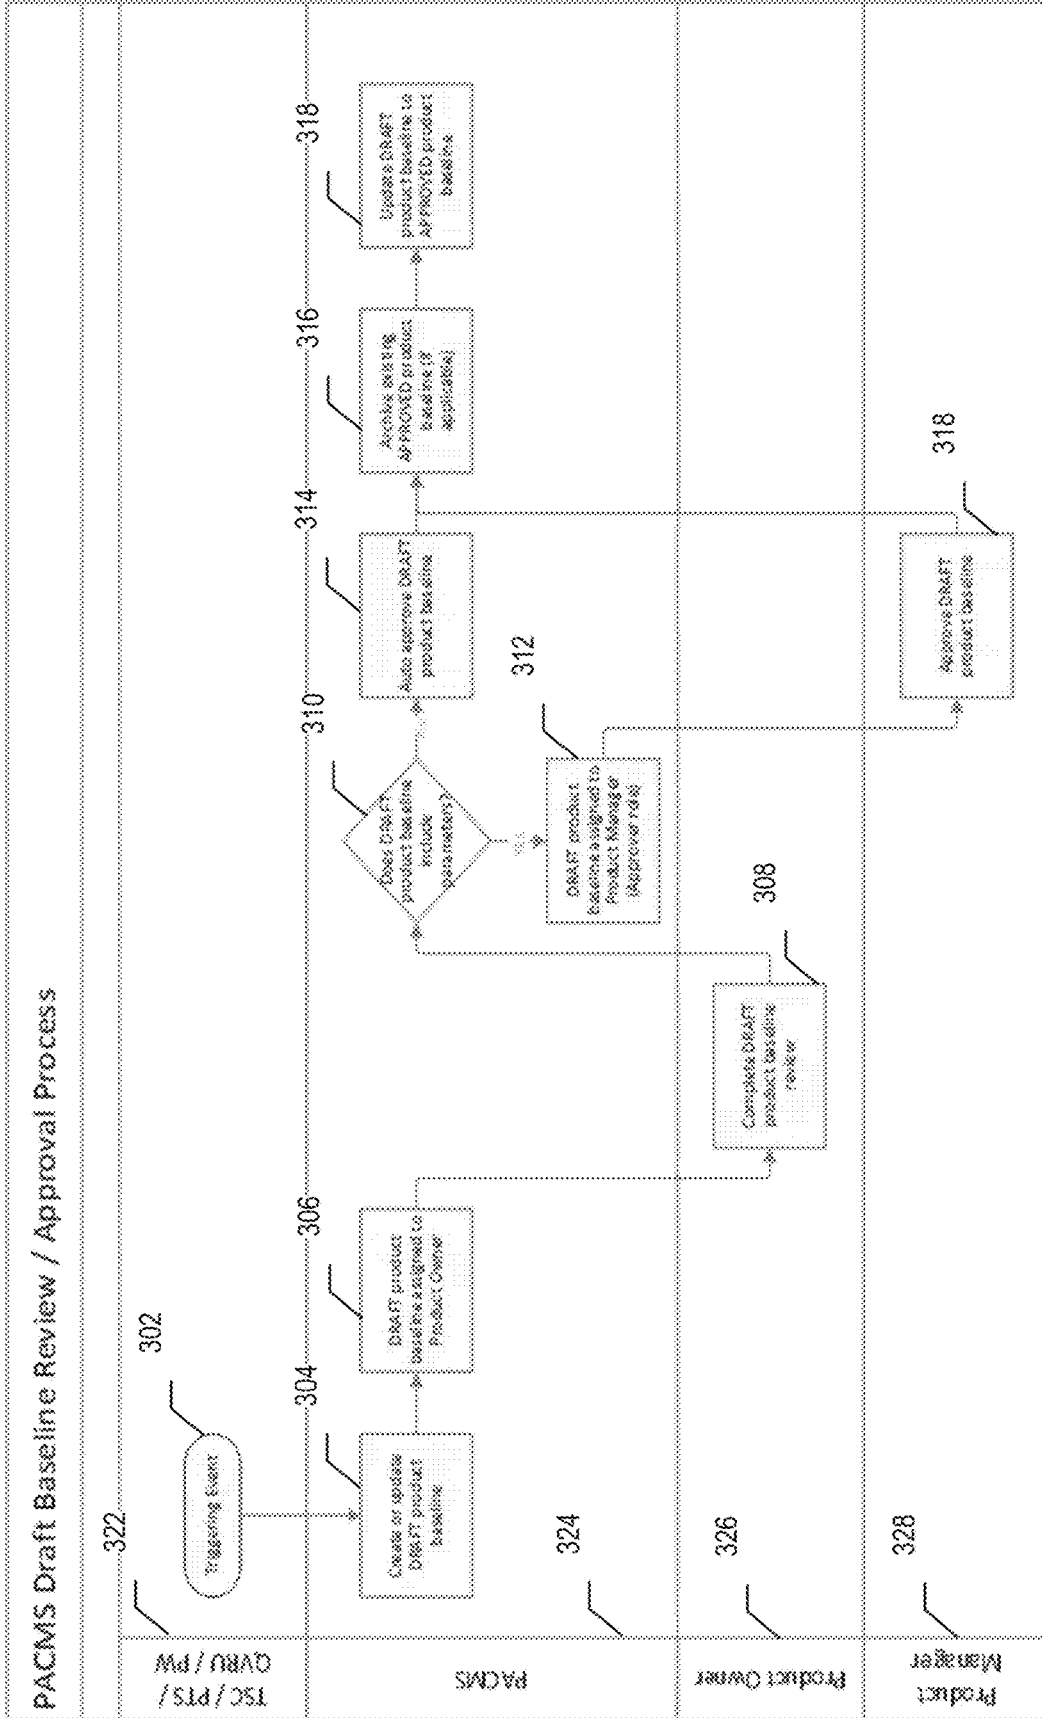 PACMS Draft Baseline Review / Approval Process
TSC / PTS /
QVRU / PW
322
Triggering Event
302
PACMS
324
Create or update
DRAFT product
baseline
304
DRAFT product
baseline assigned to
Product Owner
306
Does DRAFT
product baseline
include
parameters?
310
YES
DRAFT product
baseline assigned to
Product Manager
(Approver role)
312
Auto approve DRAFT
product baseline
314
Archive existing
APPROVED product
baseline (if
applicable)
316
Update DRAFT
product baseline to
APPROVED product
baseline
318
Product Owner
326
Complete DRAFT
product baseline
review
308
Product
Manager
328
Approve DRAFT
product baseline
318